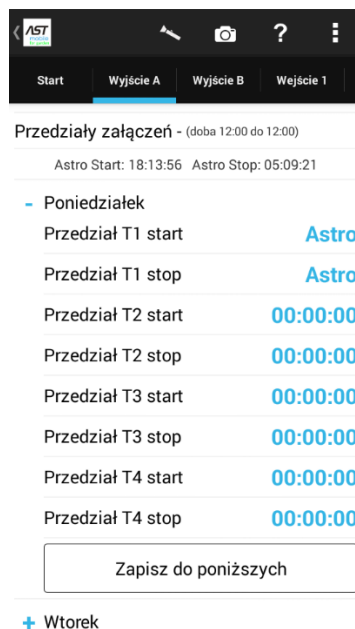 AST
?
Start Wyjście A Wyjście B Wejście 1
Przedziały załączeń - (doba 12:00 do 12:00)
Astro Start: 18:13:56 Astro Stop: 05:09:21
- Poniedziałek
Przedział T1 start Astro
Przedział T1 stop Astro
Przedział T2 start 00:00:00
Przedział T2 stop 00:00:00
Przedział T3 start 00:00:00
Przedział T3 stop 00:00:00
Przedział T4 start 00:00:00
Przedział T4 stop 00:00:00
Zapisz do poniższych
+ Wtorek